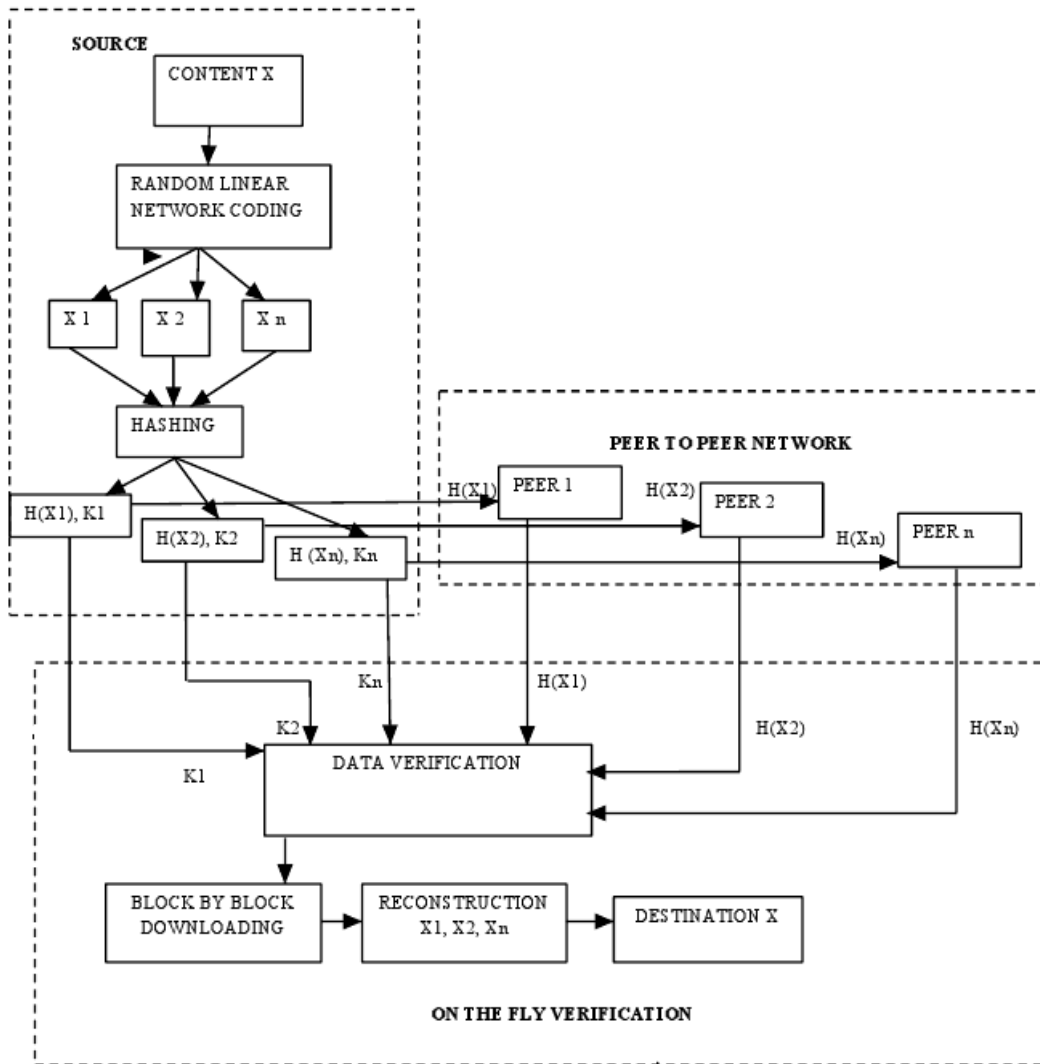 SOURCE
CONTENT X
RANDOM LINEAR
NETWORK CODING
X 1
X 2
X n
HASHING
H(X1), K1
H(X2), K2
H (Xn), Kn
PEER TO PEER NETWORK
H(X1)
PEER 1
H(X2)
PEER 2
H(Xn)
PEER n
K1
K2
Kn
H(X1)
H(X2)
H(Xn)
DATA VERIFICATION
BLOCK BY BLOCK
DOWNLOADING
RECONSTRUCTION
X1, X2, Xn
DESTINATION X
ON THE FLY VERIFICATION